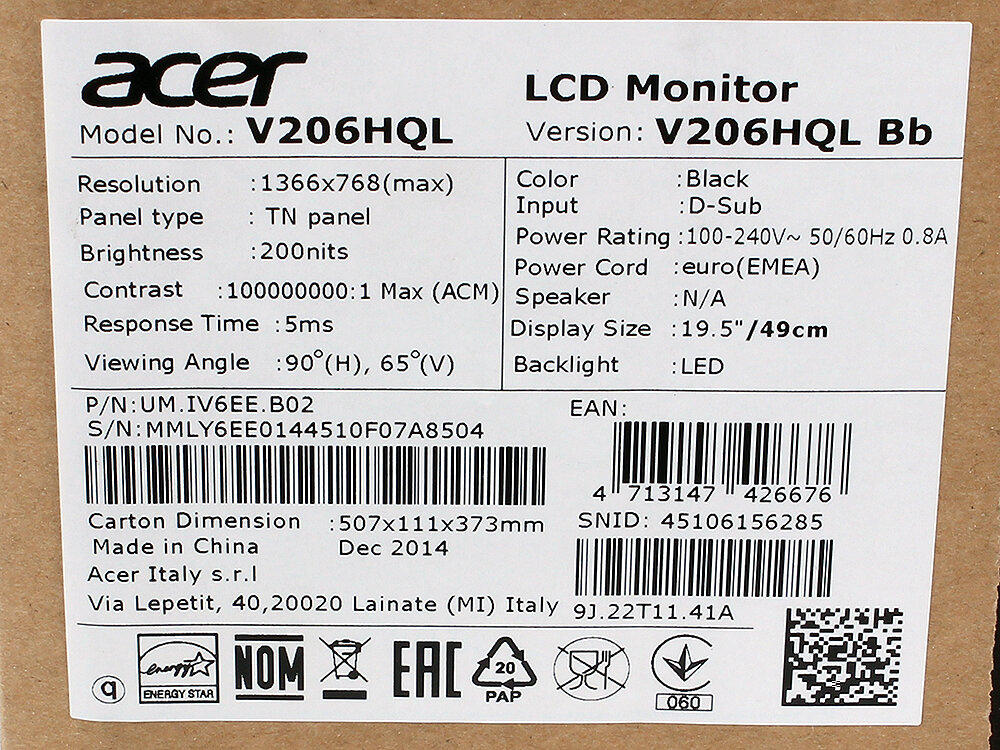 acer
LCD Monitor
Model No.: V206HQL
Version: V206HQL Bb
Resolution :1366x768(max)
Panel type : TN panel
Brightness :200nits
Contrast :100000000:1 Max (ACM)
Response Time :5ms
Viewing Angle :90°(H), 65°(V)
Color :Black
Input :D-Sub
Power Rating :100-240V~ 50/60Hz 0.8A
Power Cord :euro(EMEA)
Speaker :N/A
Display Size :19.5"/49cm
Backlight :LED
P/N:UM.IV6EE.B02
S/N:MMLY6EE0144510F07A8504
EAN:
4 713147 426676
Carton Dimension :507x111x373mm
Made in China Dec 2014
Acer Italy s.r.l
Via Lepetit, 40,20020 Lainate (MI) Italy
SNID: 45106156285
9J.22T11.41A
q
energy
ENERGY STAR
NOM
EAC
20
PAP
060